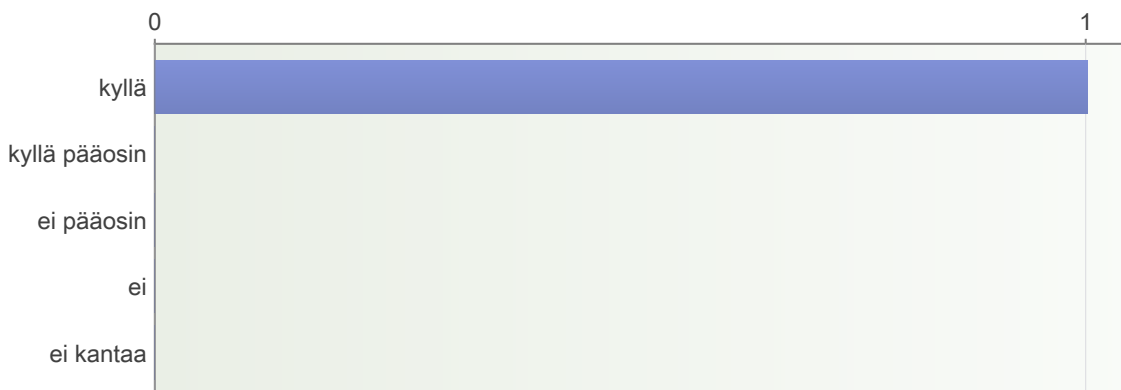 0 1
kyllä
kyllä pääosin
ei pääosin
ei
ei kantaa